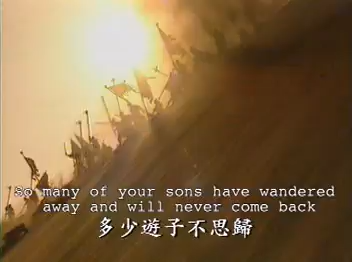 So many of your sons have wandered
away and will never come back
多少遊子不思歸